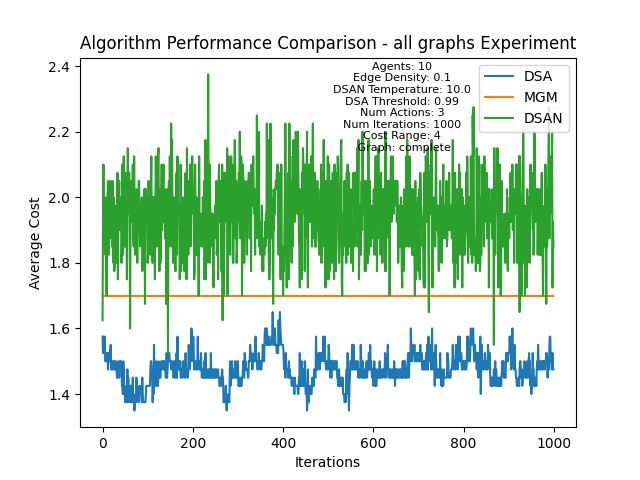 Algorithm Performance Comparison - all graphs Experiment
Agents: 10
Edge Density: 0.1
DSAN Temperature: 10.0
DSA Threshold: 0.99
Num Actions: 3
Num Iterations: 1000
Cost Range: 4
Graph: complete
DSA
MGM
DSAN
Average Cost
2.4
2.2
2.0
1.8
1.6
1.4
0
200
400
600
800
1000
Iterations